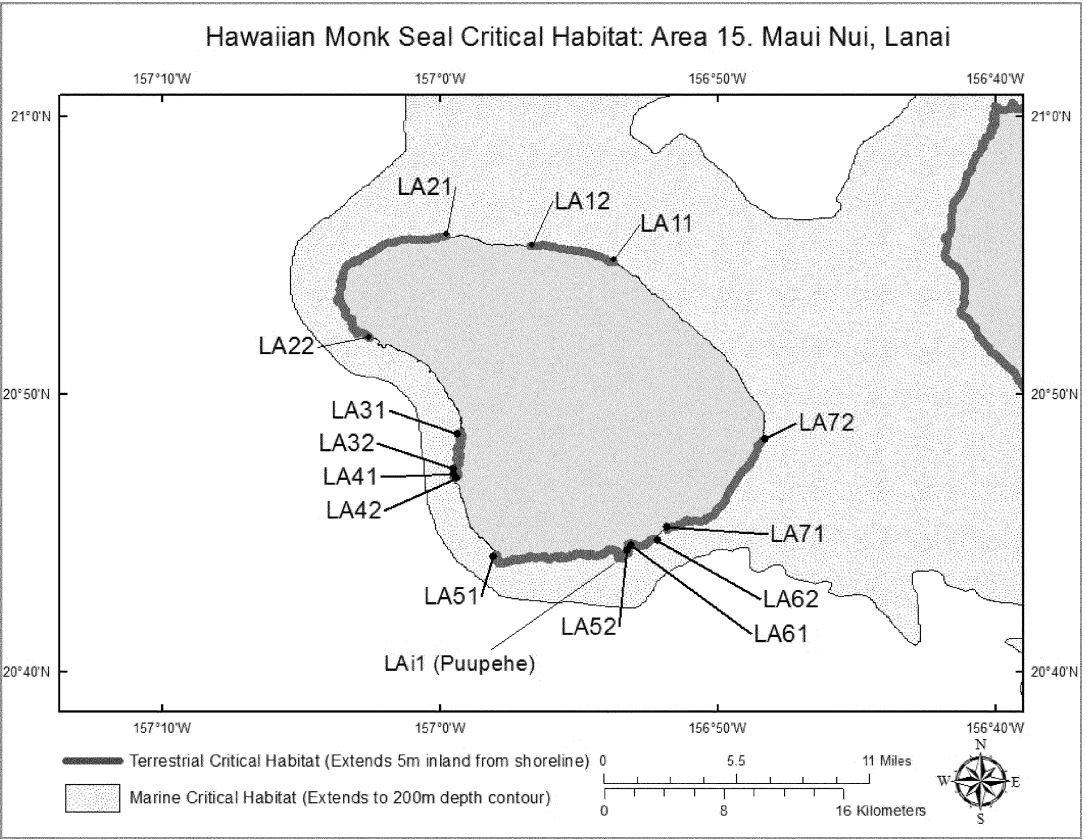 Hawaiian Monk Seal Critical Habitat: Area 15. Maui Nui, Lanai
157°10'W 157°0'W 156°50'W 156°40'W
21°0'N 21°0'N
LA21
LA12
LA11
LA22
20°50'N 20°50'N
LA31
LA72
LA32
LA41
LA42
LA71
LA51
LA62
LA52
LA61
LAi1 (Puupehe)
20°40'N 20°40'N
157°10'W 157°0'W 156°50'W 156°40'W
Terrestrial Critical Habitat (Extends 5m inland from shoreline)
Marine Critical Habitat (Extends to 200m depth contour)
0 5.5 11 Miles
0 8 16 Kilometers
N
W E
S